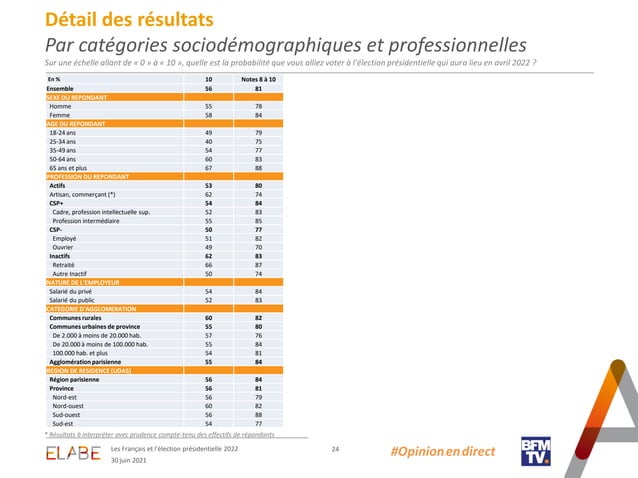 Détail des résultats
Par catégories sociodémographiques et professionnelles
Sur une échelle allant de « 0 » à « 10 », quelle est la probabilité que vous alliez voter à l'élection présidentielle qui aura lieu en avril 2022 ?
En % 10 Notes 8 à 10
Ensemble 56 81
SEXE DU REPONDANT
Homme 55 78
Femme 58 84
AGE DU REPONDANT
18-24 ans 49 79
25-34 ans 40 75
35-49 ans 54 77
50-64 ans 60 83
65 ans et plus 67 88
PROFESSION DU REPONDANT
Actifs 53 80
Artisan, commerçant (*) 62 74
CSP+ 54 84
Cadre, profession intellectuelle sup. 52 83
Profession intermédiaire 55 85
CSP- 50 77
Employé 51 82
Ouvrier 49 70
Inactifs 62 83
Retraité 66 87
Autre Inactif 50 74
NATURE DE L'EMPLOYEUR
Salarié du privé 54 84
Salarié du public 52 83
CATEGORIE D'AGGLOMERATION
Communes rurales 60 82
Communes urbaines de province 55 80
De 2.000 à moins de 20.000 hab. 57 76
De 20.000 à moins de 100.000 hab. 55 84
100.000 hab. et plus 54 81
Agglomération parisienne 55 84
REGION DE RESIDENCE (UDA5)
Région parisienne 56 84
Province 56 81
Nord-est 56 79
Nord-ouest 60 82
Sud-ouest 56 88
Sud-est 54 77
* Résultats à interpréter avec prudence compte-tenu des effectifs de répondants
ELABE
Les Français et l'élection présidentielle 2022
30 juin 2021
24
#Opinion en direct
BFM
TV.